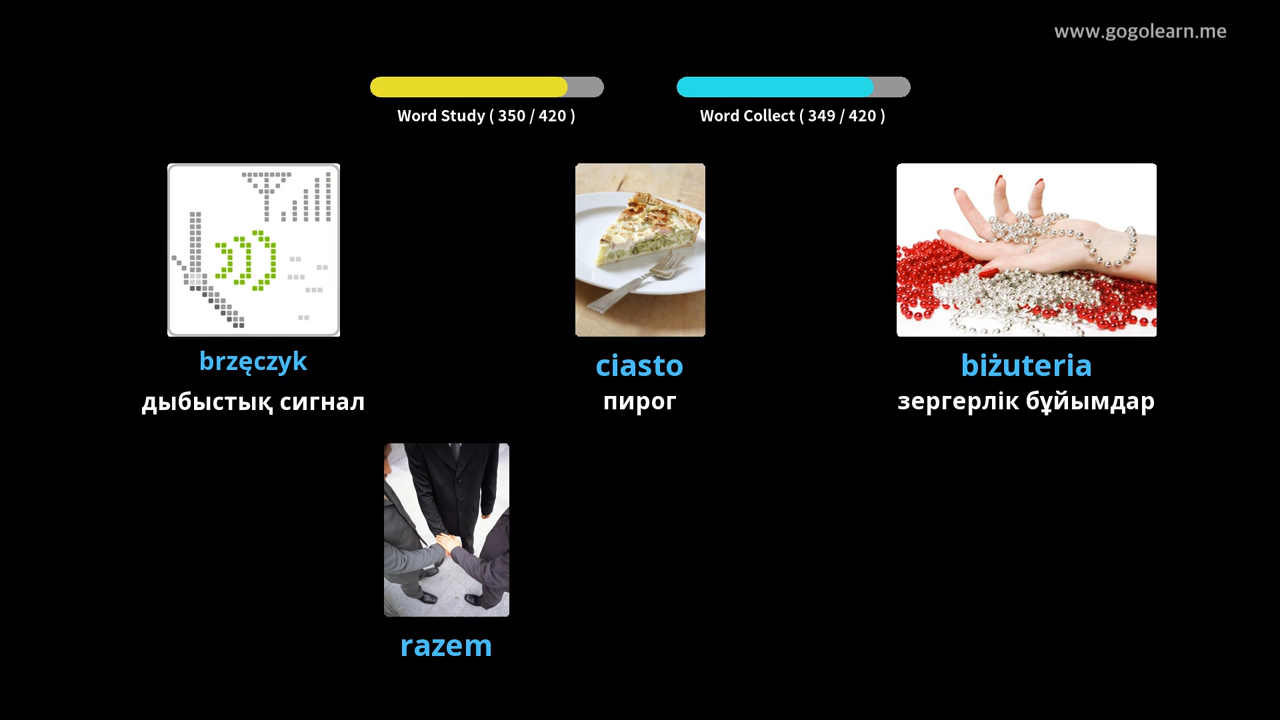 www.gogolearn.me
Word Study ( 350 / 420 )
Word Collect ( 349 / 420 )
brzęczyk
дыбыстық сигнал
ciasto
пирог
biżuteria
зергерлік бұйымдар
razem